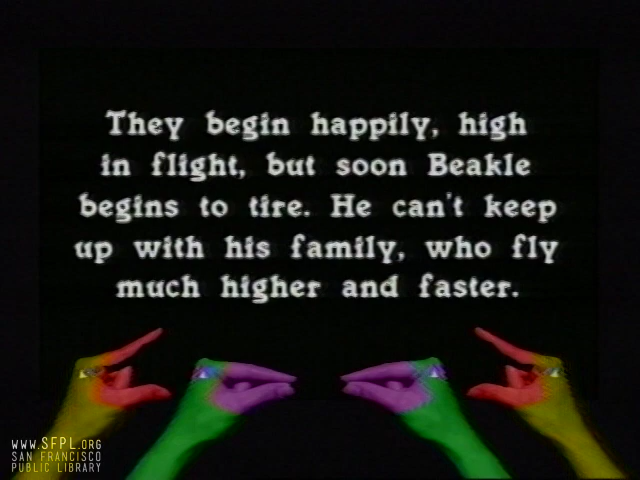 They begin happily, high
in flight, but soon Beakle
begins to tire. He can't keep
up with his family, who fly
much higher and faster.
WWW.SFPL.ORG
SAN FRANCISCO
PUBLIC LIBRARY